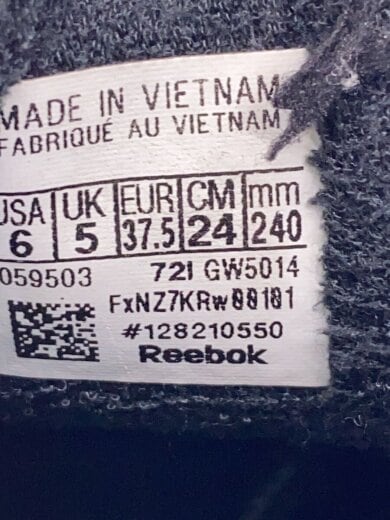 MADE IN VIETNAM
FABRIQUÉ AU VIETNAM
USA UK EUR CM mm
6 5 37.5 24 240
059503 721 GW5014
FxNZ7KRw00101
#128210550
Reebok